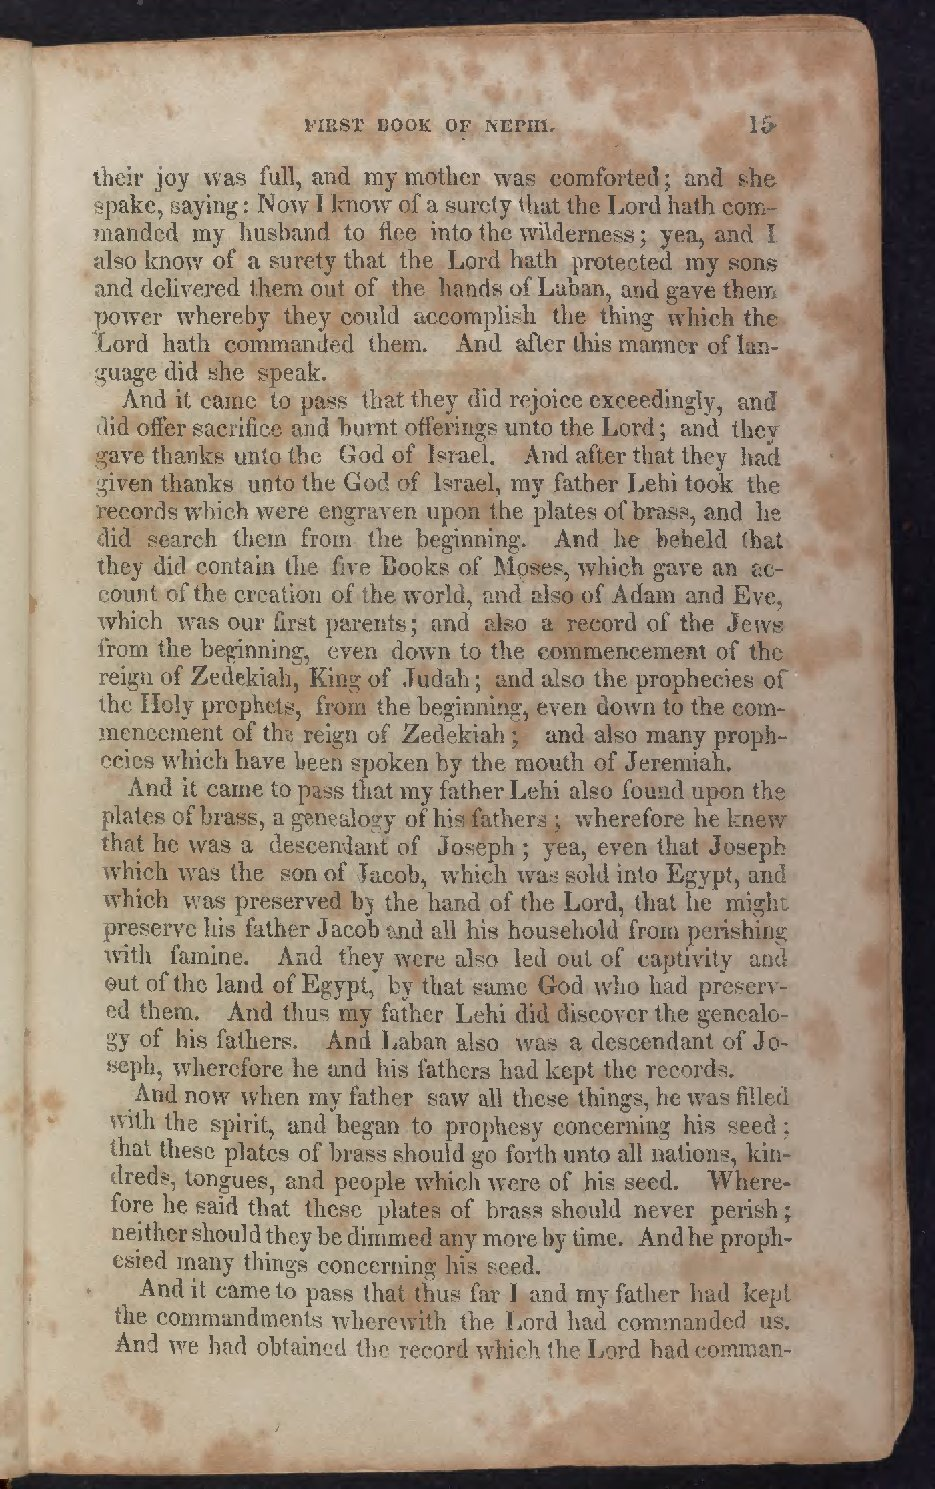 FIRST BOOK OF NEPHI. 15
their joy was full, and my mother was comforted; and she
spake, saying: Now I know of a surety that the Lord hath com-
manded my husband to flee into the wilderness; yea, and I
also know of a surety that the Lord hath protected my sons
and delivered them out of the hands of Laban, and gave them
power whereby they could accomplish the thing which the
Lord hath commanded them. And after this manner of lan-
guage did she speak.
And it came to pass that they did rejoice exceedingly, and
did offer sacrifice and burnt offerings unto the Lord; and they
gave thanks unto the God of Israel. And after that they had
given thanks unto the God of Israel, my father Lehi took the
records which were engraven upon the plates of brass, and he
did search them from the beginning. And he beheld that
they did contain the five Books of Moses, which gave an ac-
count of the creation of the world, and also of Adam and Eve,
which was our first parents; and also a record of the Jews
from the beginning, even down to the commencement of the
reign of Zedekiah, King of Judah; and also the prophecies of
the Holy prophets, from the beginning, even down to the com-
mencement of the reign of Zedekiah; and also many proph-
ecies which have been spoken by the mouth of Jeremiah.
And it came to pass that my father Lehi also found upon the
plates of brass, a genealogy of his fathers; wherefore he knew
that he was a descendant of Joseph; yea, even that Joseph
which was the son of Jacob, which was sold into Egypt, and
which was preserved by the hand of the Lord, that he might
preserve his father Jacob and all his household from perishing
with famine. And they were also led out of captivity and
out of the land of Egypt, by that same God who had preserv-
ed them. And thus my father Lehi did discover the genealo-
gy of his fathers. And Laban also was a descendant of Jo-
seph, wherefore he and his fathers had kept the records.
And now when my father saw all these things, he was filled
with the spirit, and began to prophesy concerning his seed;
that these plates of brass should go forth unto all nations, kin-
dreds, tongues, and people which were of his seed. Where-
fore he said that these plates of brass should never perish;
neither should they be dimmed any more by time. And he proph-
esied many things concerning his seed.
And it came to pass that thus far I and my father had kept
the commandments wherewith the Lord had commanded us.
And we had obtained the record which the Lord had comman-